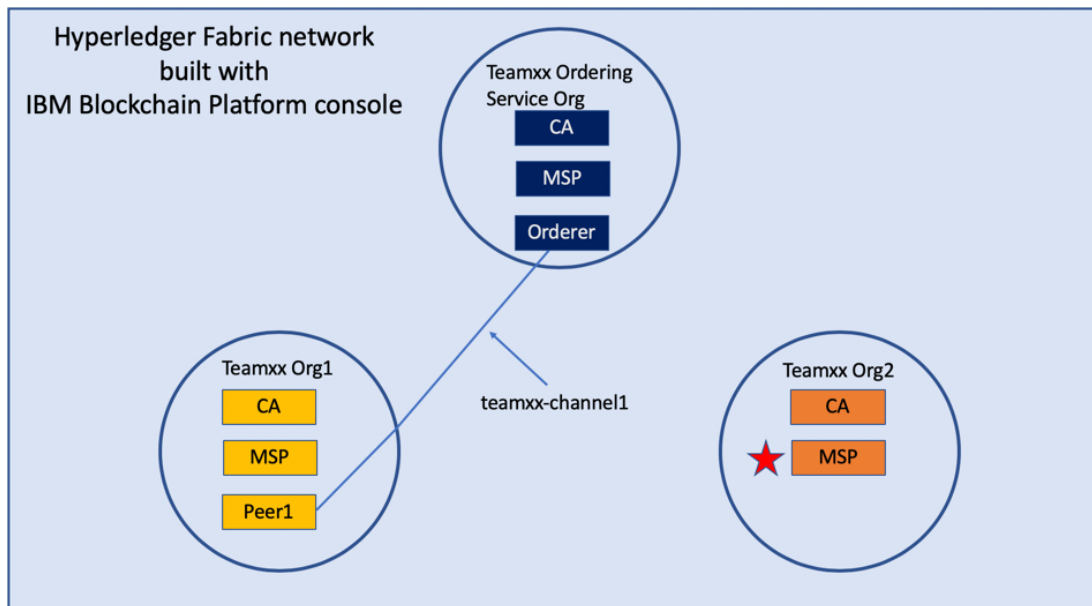 Hyperledger Fabric network
built with
IBM Blockchain Platform console
Teamxx Ordering
Service Org
CA
MSP
Orderer
Teamxx Org1
CA
MSP
Peer1
teamxx-channel1
Teamxx Org2
CA
MSP